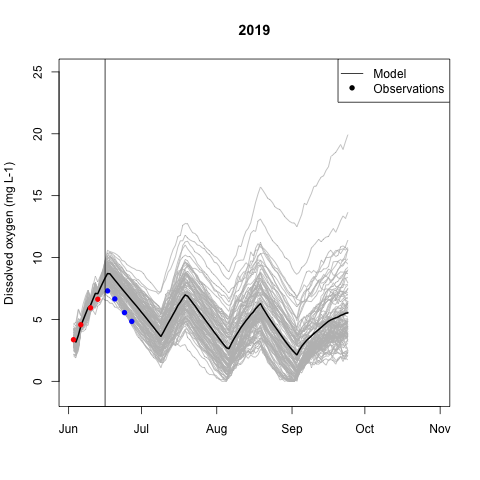 2019
Dissolved oxygen (mg L-1)
25
20
15
10
5
0
Model
Observations
Jun Jul Aug Sep Oct Nov